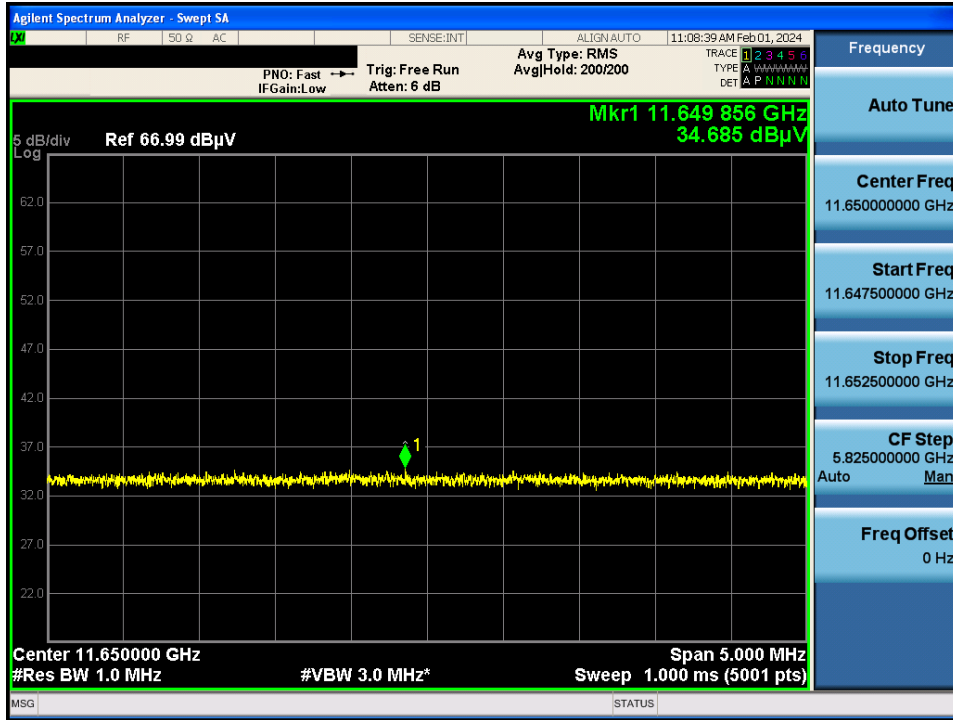 Agilent Spectrum Analyzer - Swept SA
LXI RF 50 Ω AC SENSE:INT ALIGN AUTO 11:08:39 AM Feb 01, 2024
PNO: Fast
IFGain:Low
Trig: Free Run
Atten: 6 dB
Avg Type: RMS
Avg|Hold: 200/200
TRACE 1 2 3 4 5 6
TYPE A WWWWW
DET A P N N N N
Mkr1 11.649 856 GHz
34.685 dBµV
5 dB/div Ref 66.99 dBµV
Log
62.0
57.0
52.0
47.0
42.0
37.0
32.0
27.0
22.0
1
Center 11.650000 GHz Span 5.000 MHz
#Res BW 1.0 MHz #VBW 3.0 MHz* Sweep 1.000 ms (5001 pts)
MSG STATUS
Frequency
Auto Tune
Center Freq
11.650000000 GHz
Start Freq
11.647500000 GHz
Stop Freq
11.652500000 GHz
CF Step
5.825000000 GHz
Auto Man
Freq Offset
0 Hz